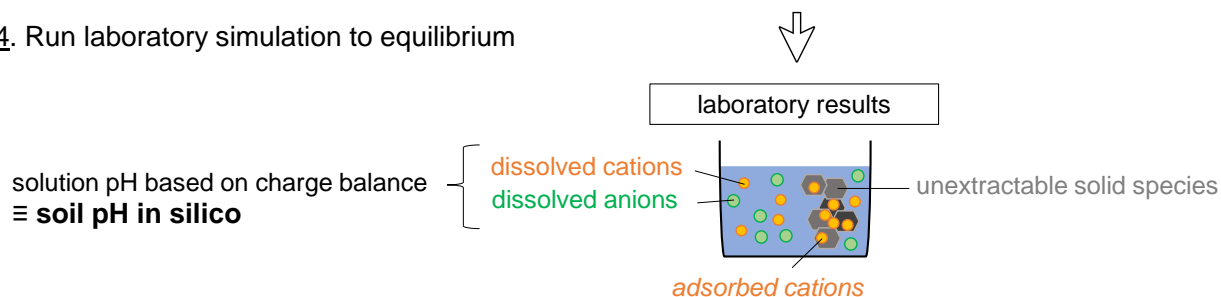 4. Run laboratory simulation to equilibrium
laboratory results
solution pH based on charge balance
≡ soil pH in silico
dissolved cations
dissolved anions
unextractable solid species
adsorbed cations